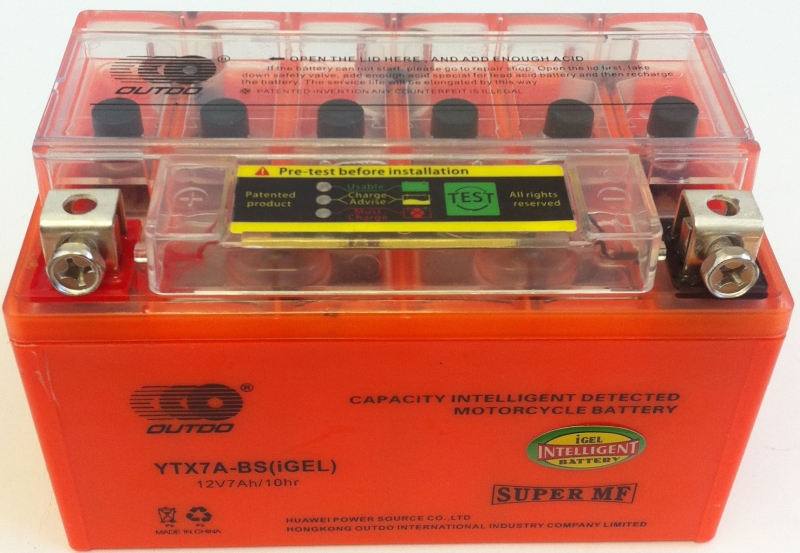 OPEN THE LID HERE, AND ADD ENOUGH ACID
If the battery can not start, please go to repair shop. Open the lid first, take
down safety valve, add enough acid special for lead acid battery and then recharge
the battery. The service life will be elongated by this way
PATENTED INVENTION ANY COUNTERFEIT IS ILLEGAL
®
OUTDO
Pre-test before installation
Patented
product
Usable
Charge
Advise
Must
Charge
TEST
All rights
reserved
®
OUTDO
CAPACITY INTELLIGENT DETECTED
MOTORCYCLE BATTERY
YTX7A-BS(iGEL)
12V7Ah/10hr
iGEL
INTELLIGENT
BATTERY
SUPER MF
Pb
Pb
MADE IN CHINA
HUAWEI POWER SOURCE CO.,LTD
HONGKONG OUTDO INTERNATIONAL INDUSTRY COMPANY LIMITED